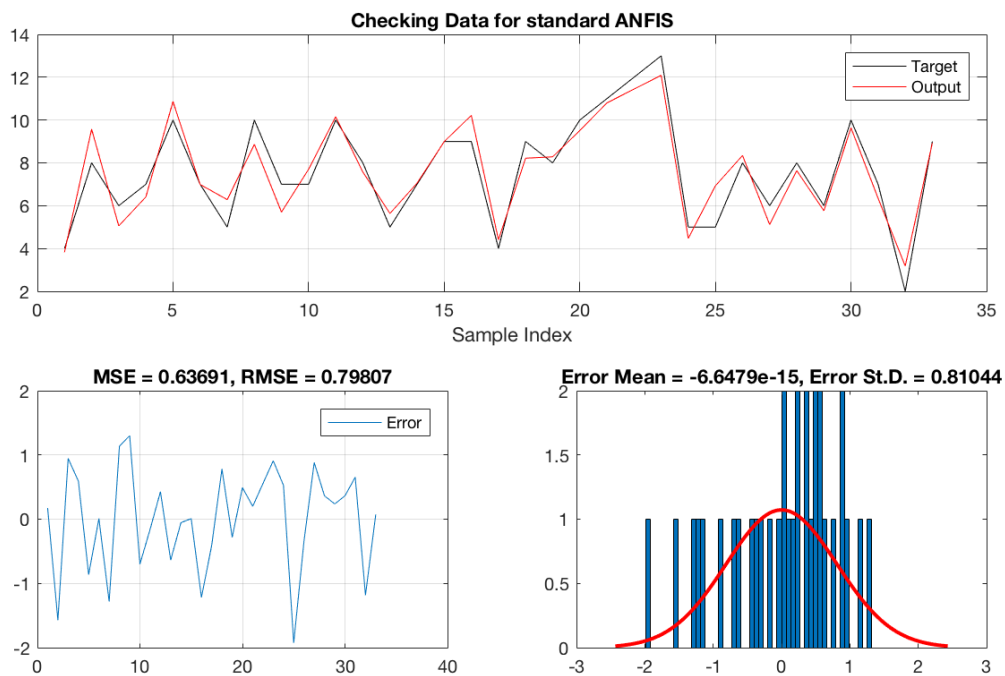 Checking Data for standard ANFIS
14
12
10
8
6
4
2
Target
Output
0 5 10 15 20 25 30 35
Sample Index
MSE = 0.63691, RMSE = 0.79807
2
1
0
-1
-2
Error
0 10 20 30 40
Error Mean = -6.6479e-15, Error St.D. = 0.81044
2
1.5
1
0.5
0
-3 -2 -1 0 1 2 3